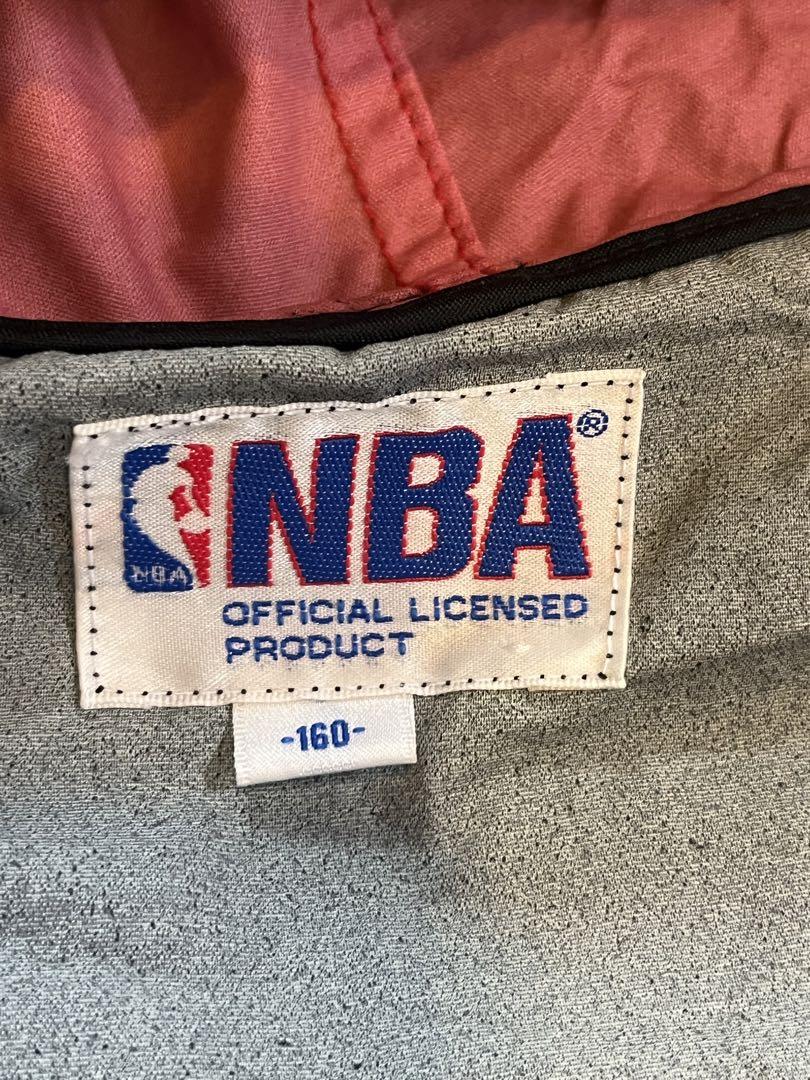 NBA®
NBA
OFFICIAL LICENSED
PRODUCT
-160-